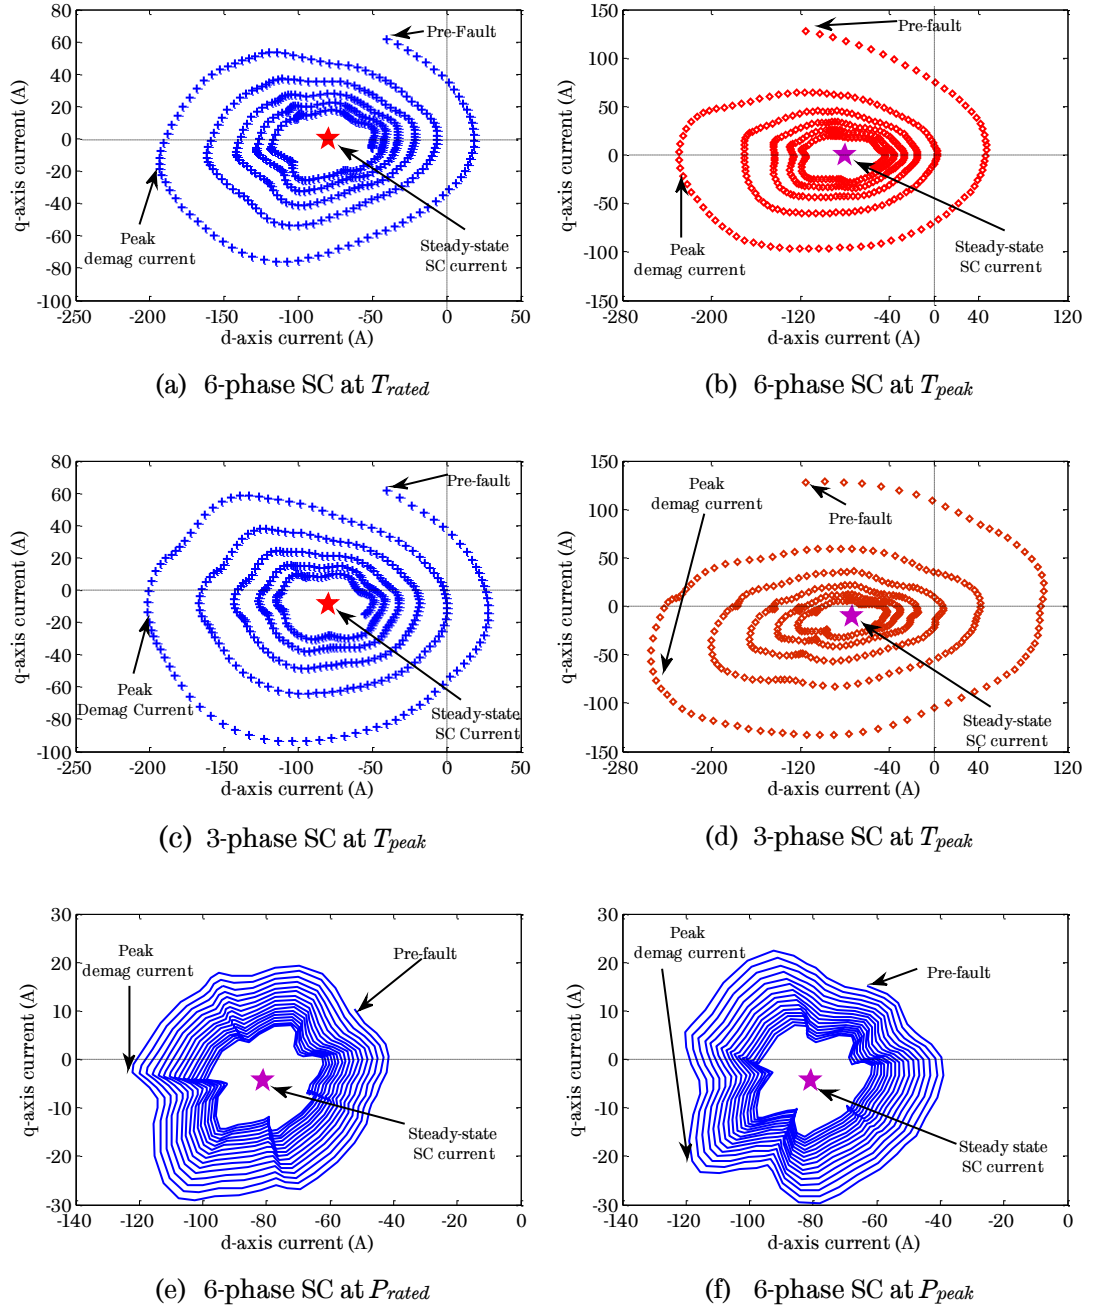 80
60
40
20
0
-20
-40
-60
-80
-100
-250
-200
-150
-100
-50
0
50
q-axis current (A)
d-axis current (A)
Pre-Fault
Peak
demag current
Steady-state
SC current
(a) 6-phase SC at Trated
150
100
50
0
-50
-100
-150
-280
-200
-120
-40
0
40
120
q-axis current (A)
d-axis current (A)
Pre-fault
Peak
demag current
Steady-state
SC current
(b) 6-phase SC at Tpeak
80
60
40
20
0
-20
-40
-60
-80
-100
-250
-200
-150
-100
-50
0
50
q-axis current (A)
d-axis current (A)
Pre-fault
Peak
Demag Current
Steady-state
SC Current
(c) 3-phase SC at Tpeak
150
100
50
0
-50
-100
-150
-280
-200
-120
-40
0
40
120
q-axis current (A)
d-axis current (A)
Peak
demag current
Pre-fault
Steady-state
SC current
(d) 3-phase SC at Tpeak
30
20
10
0
-10
-20
-30
-140
-120
-100
-80
-60
-40
-20
0
q-axis current (A)
d-axis current (A)
Peak
demag current
Pre-fault
Steady-state
SC current
(e) 6-phase SC at Prated
30
20
10
0
-10
-20
-30
-140
-120
-100
-80
-60
-40
-20
0
q-axis current (A)
d-axis current (A)
Peak
demag current
Pre-fault
Steady state
SC current
(f) 6-phase SC at Ppeak